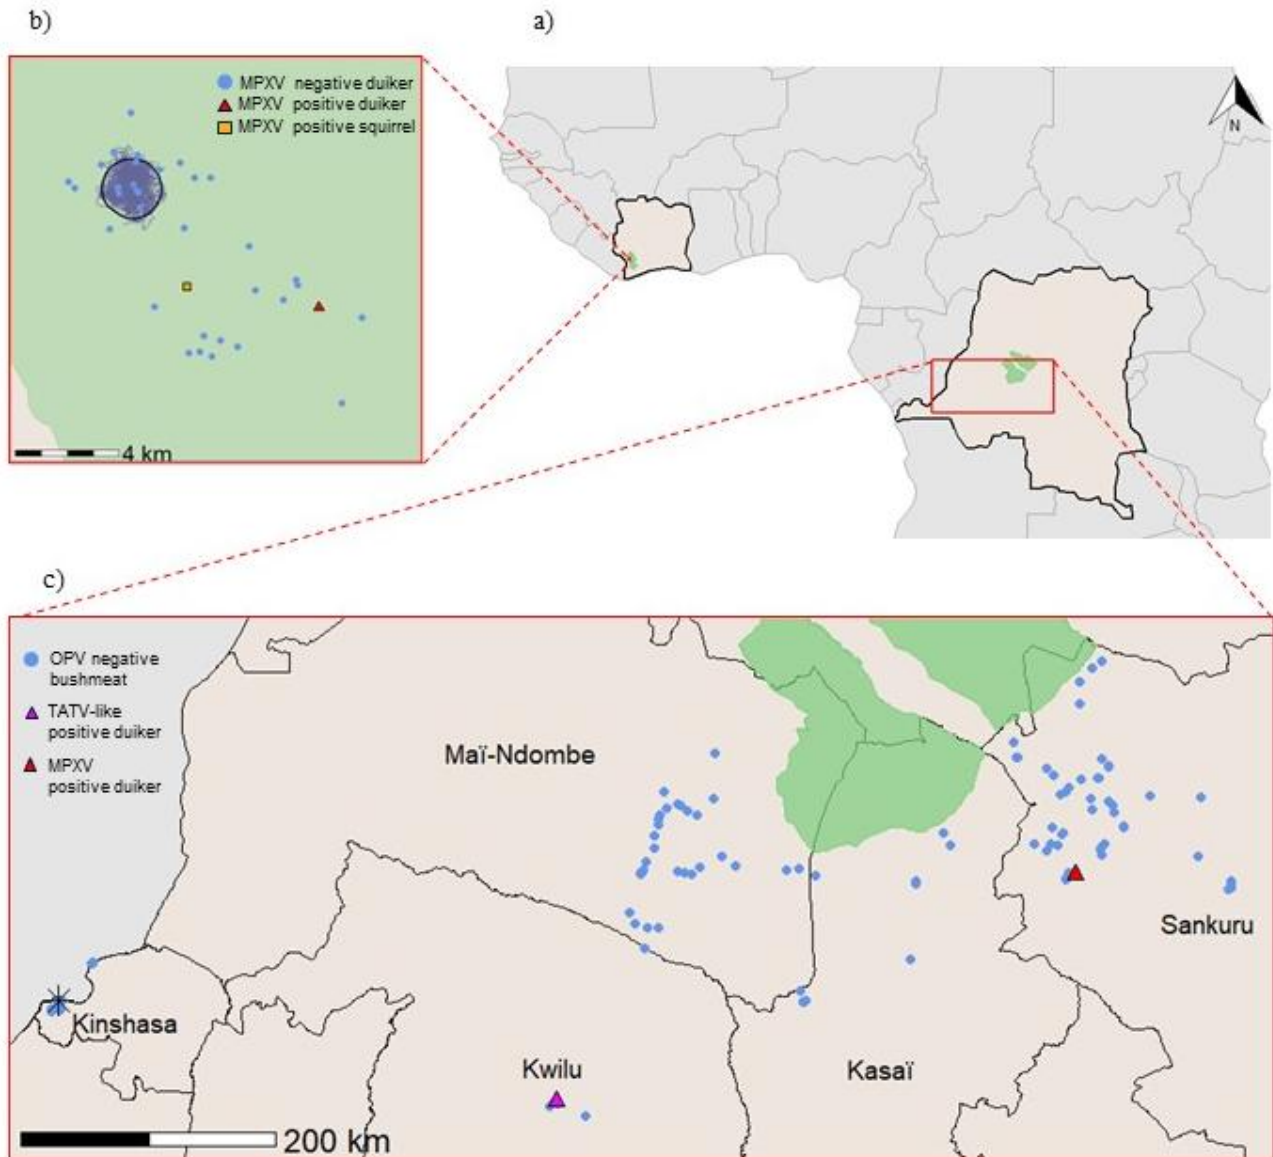 b)
a)
MPXV negative duiker
MPXV positive duiker
MPXV positive squirrel
N
4 km
c)
OPV negative
bushmeat
TATV-like
positive duiker
MPXV
positive duiker
Maï-Ndombe
Sankuru
Kinshasa
Kwilu
Kasaï
200 km